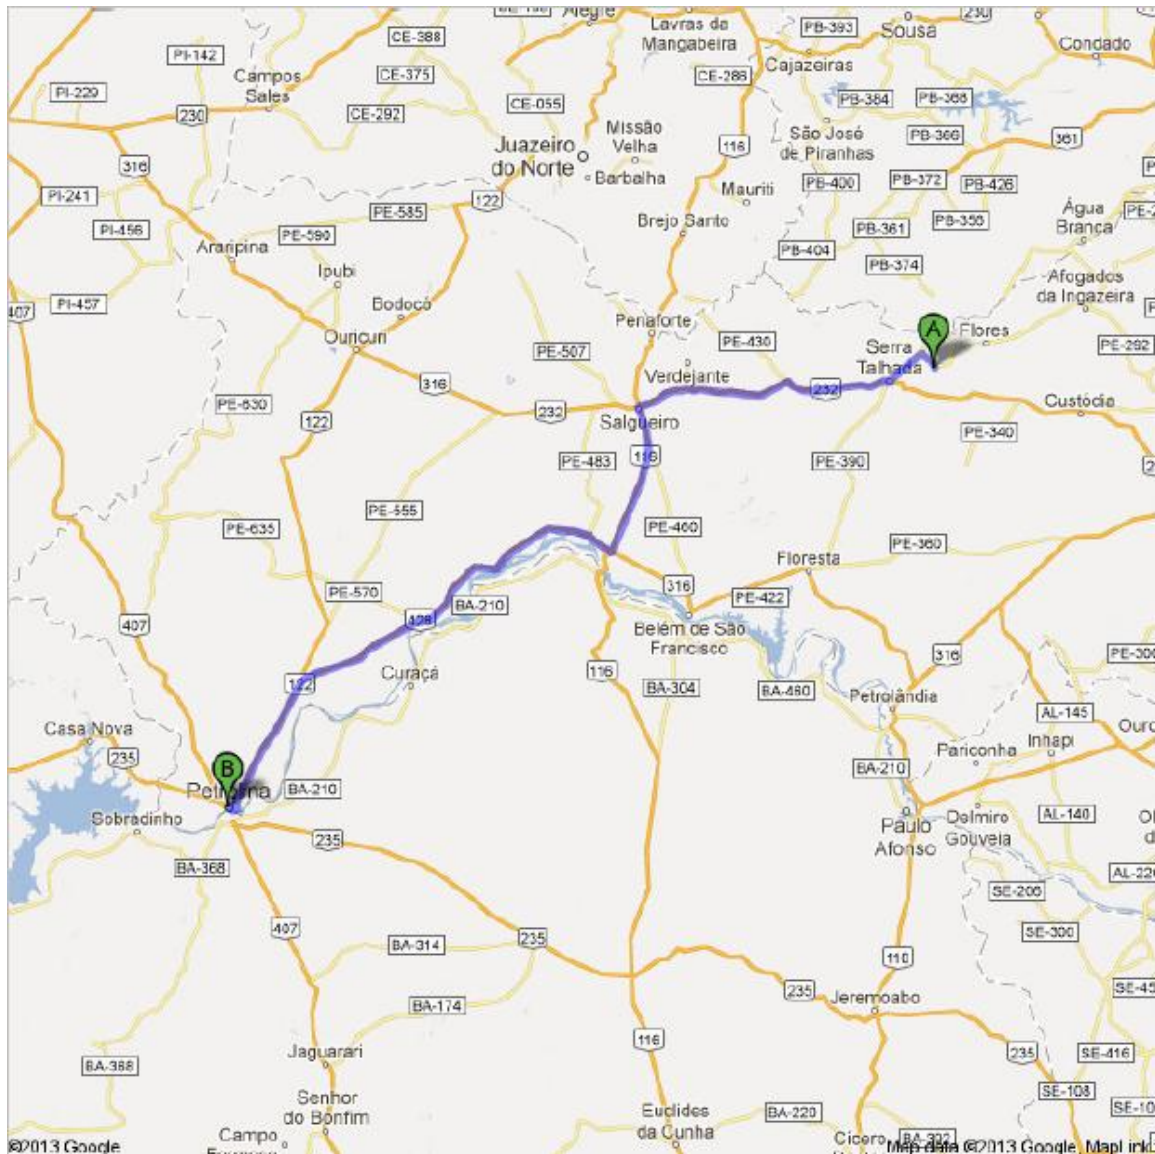 Alegre
Lavras da
Mangabeira
PB-393
230
Sousa
CE-388
PI-142
Condado
Cajazeiras
Campos
Sales
CE-375
CE-286
PI-229
PB-384
PB-366
CE-055
230
CE-292
Missão
Velha
São José
de Piranhas
PB-366
361
Juazeiro
do Norte
116
316
Barbalha
PB-400
PB-372
PB-426
PI-241
Mauriti
122
PE-585
Brejo Santo
PB-361
Água
Branca
PI-456
PE-590
Araripina
PB-404
PB-374
Ipubi
Afogados
da Ingazeira
PI-457
Bodocó
407
Penaforte
A
Flores
Ouricuri
PE-507
PE-430
Serra
Talhada
PE-292
Verdejante
316
232
PE-630
232
Custódia
122
Salgueiro
PE-340
116
PE-483
PE-390
PE-555
PE-635
PE-460
PE-360
Floresta
PE-570
316
PE-422
BA-210
428
407
Belém de São
Francisco
316
PE-300
Curaçá
116
122
BA-304
BA-480
Petrolândia
AL-145
Casa Nova
235
Pariconha
Inhapi
B
BA-210
Petrolina
BA-210
Sobradinho
Paulo
Afonso
Delmiro
Gouveia
AL-140
235
BA-368
AL-220
SE-206
407
235
SE-300
BA-314
110
235
BA-174
Jeremoabo
116
Jaguarari
235
SE-416
BA-368
SE-108
Senhor
do Bonfim
Euclides
da Cunha
BA-220
Campo
Cicero
©2013 Google
Map data ©2013 Google, MapLink